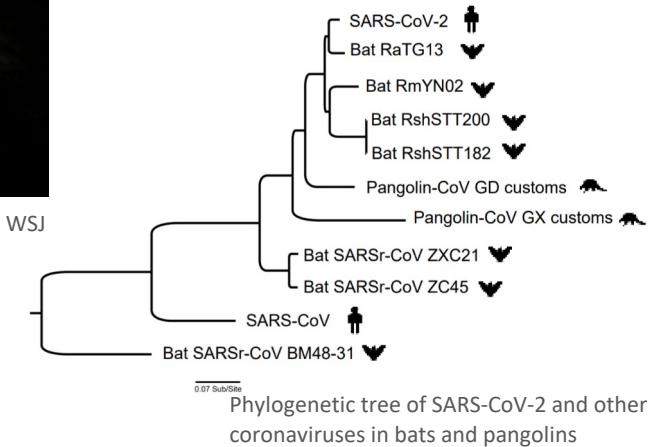 SARS-CoV-2
Bat RaTG13
Bat RmYN02
Bat RshSTT200
Bat RshSTT182
Pangolin-CoV GD customs
WSJ
Pangolin-CoV GX customs
Bat SARSr-CoV ZXC21
Bat SARSr-CoV ZC45
SARS-CoV
Bat SARSr-CoV BM48-31
0.07 Sub/Site
Phylogenetic tree of SARS-CoV-2 and other
coronaviruses in bats and pangolins